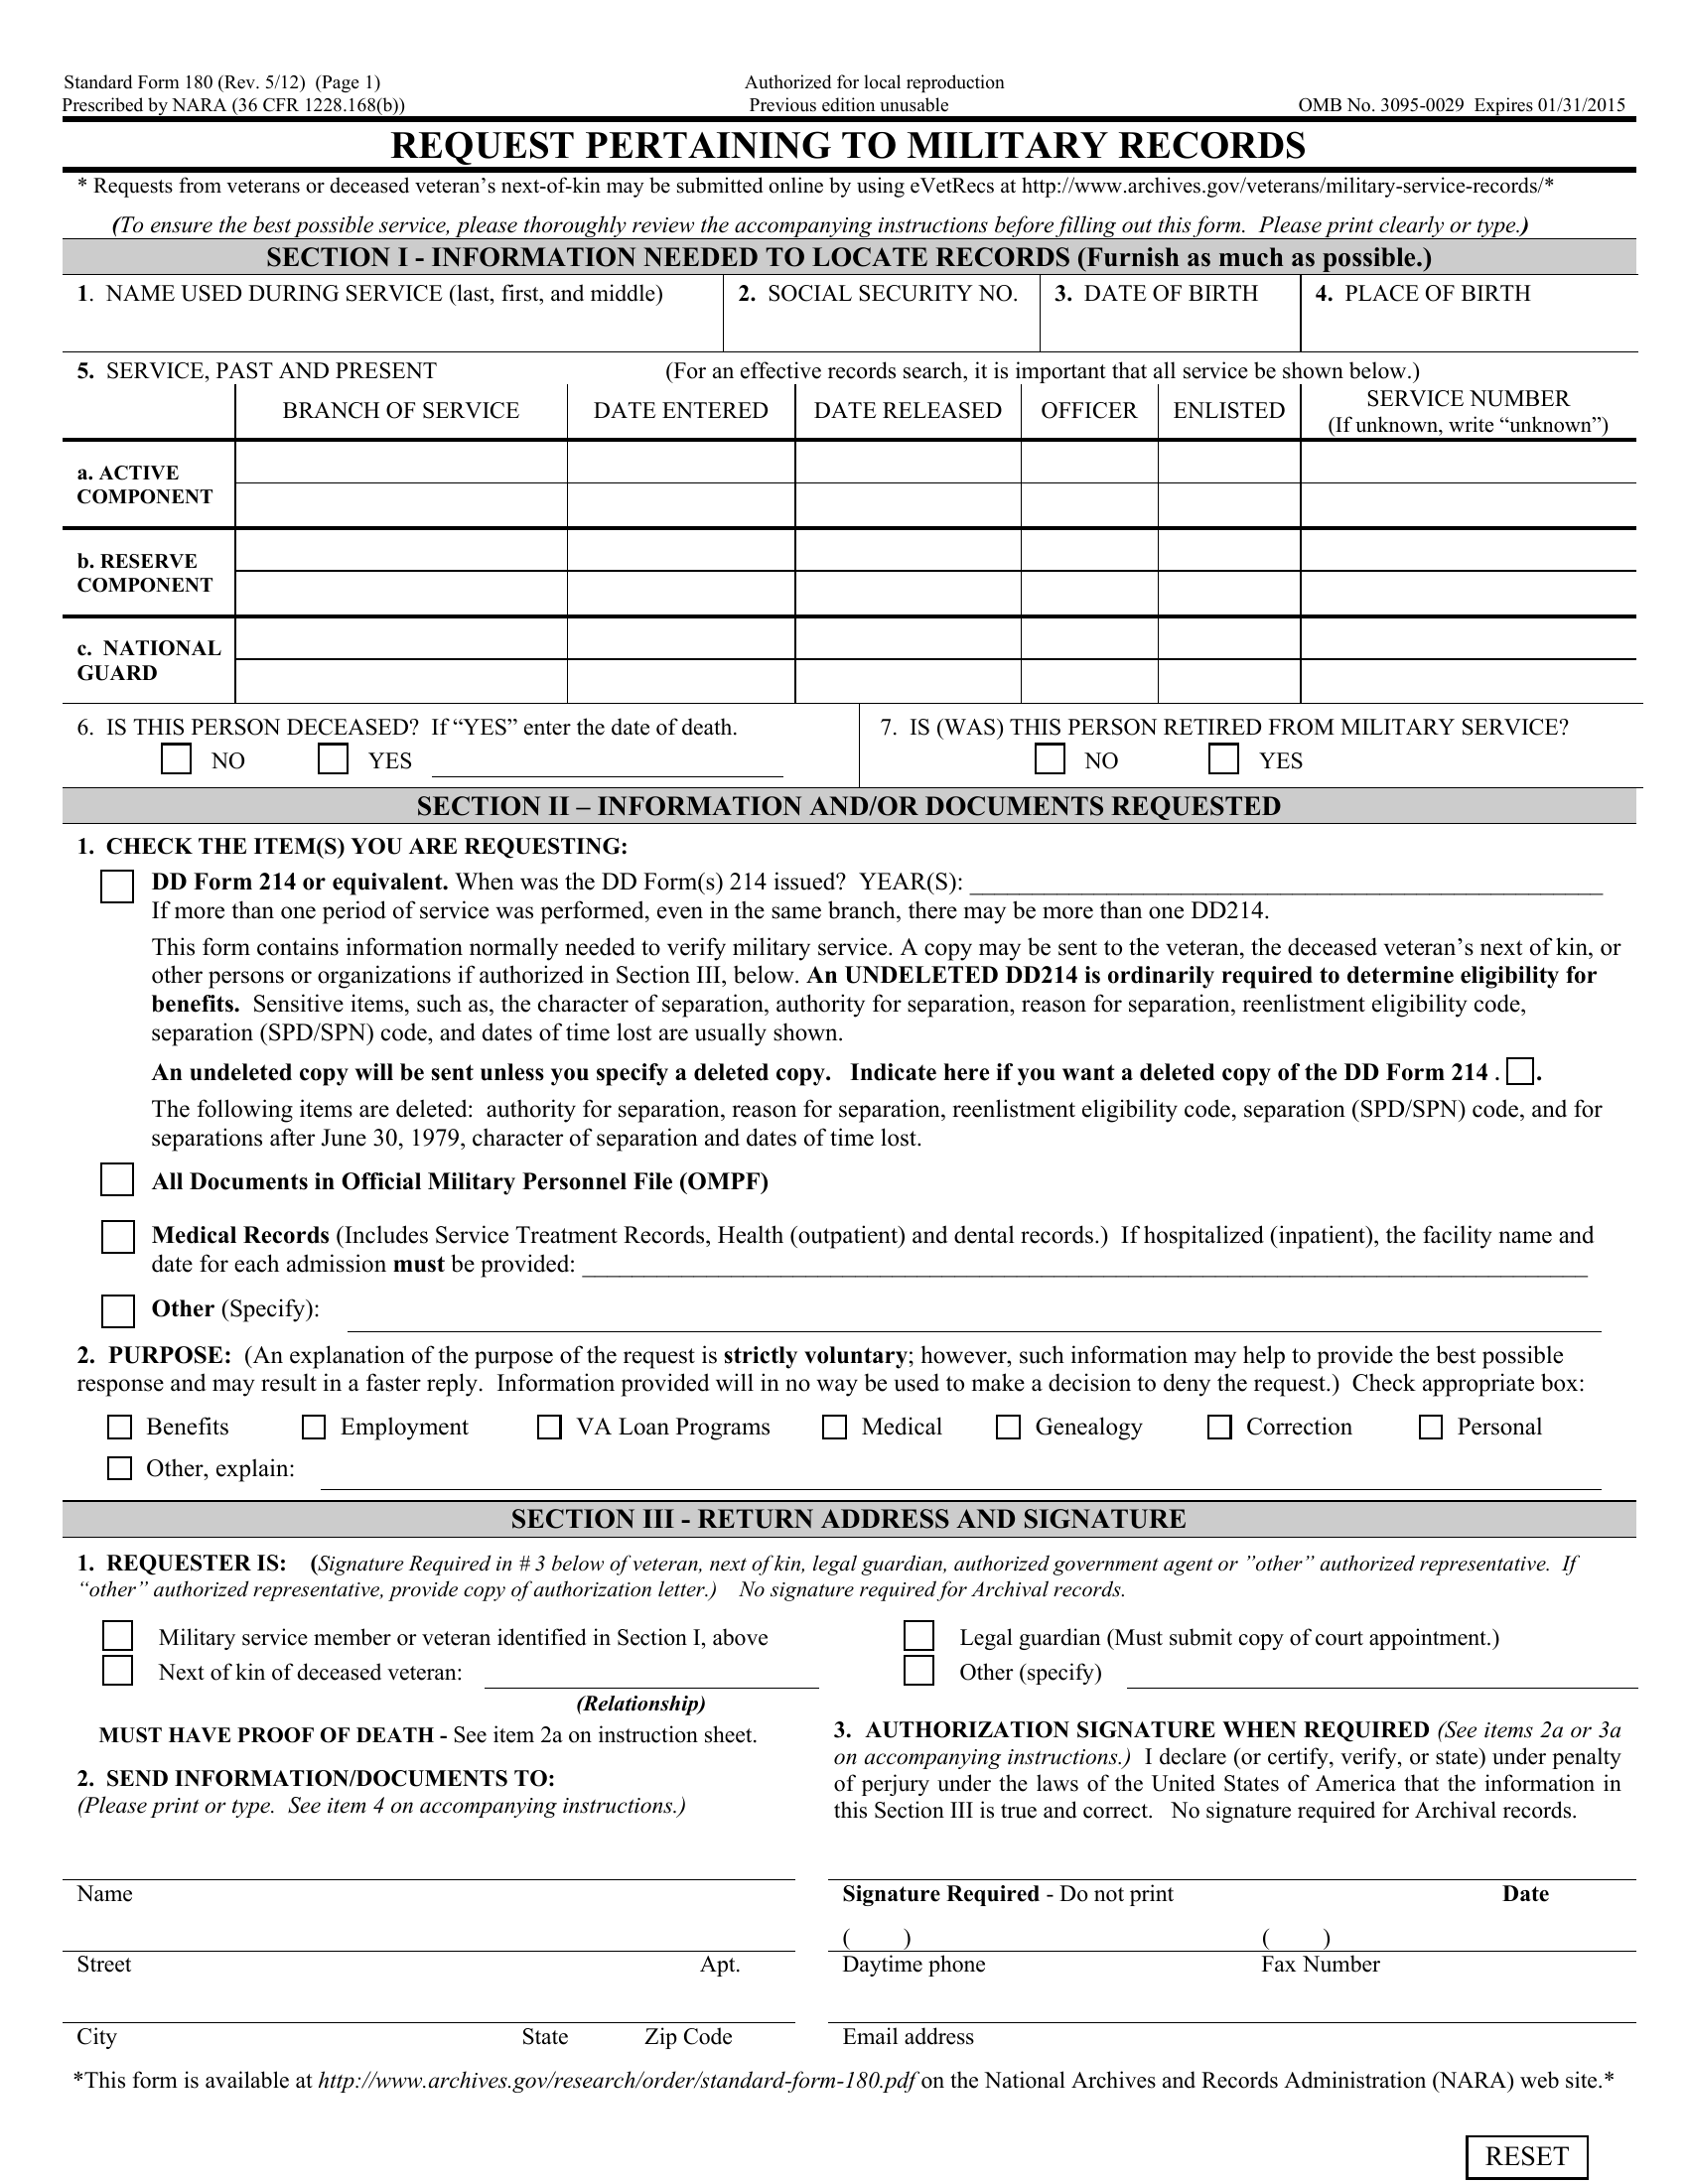 Standard Form 180 (Rev. 5/12) (Page 1) Authorized for local reproduction
Prescribed by NARA (36 CFR 1228.168(b)) Previous edition unusable OMB No. 3095-0029 Expires 01/31/2015
REQUEST PERTAINING TO MILITARY RECORDS
* Requests from veterans or deceased veteran’s next-of-kin may be submitted online by using eVetRecs at http://www.archives.gov/veterans/military-service-records/*
(To ensure the best possible service, please thoroughly review the accompanying instructions before filling out this form. Please print clearly or type.)
SECTION I - INFORMATION NEEDED TO LOCATE RECORDS (Furnish as much as possible.)
1. NAME USED DURING SERVICE (last, first, and middle) 2. SOCIAL SECURITY NO. 3. DATE OF BIRTH 4. PLACE OF BIRTH
5. SERVICE, PAST AND PRESENT (For an effective records search, it is important that all service be shown below.)
BRANCH OF SERVICE DATE ENTERED DATE RELEASED OFFICER ENLISTED SERVICE NUMBER
(If unknown, write “unknown”)
a. ACTIVE
COMPONENT
b. RESERVE
COMPONENT
c. NATIONAL
GUARD
6. IS THIS PERSON DECEASED? If “YES” enter the date of death. 7. IS (WAS) THIS PERSON RETIRED FROM MILITARY SERVICE?
NO YES NO YES
SECTION II – INFORMATION AND/OR DOCUMENTS REQUESTED
1. CHECK THE ITEM(S) YOU ARE REQUESTING:
DD Form 214 or equivalent. When was the DD Form(s) 214 issued? YEAR(S):
If more than one period of service was performed, even in the same branch, there may be more than one DD214.
This form contains information normally needed to verify military service. A copy may be sent to the veteran, the deceased veteran’s next of kin, or
other persons or organizations if authorized in Section III, below. An UNDELETED DD214 is ordinarily required to determine eligibility for
benefits. Sensitive items, such as, the character of separation, authority for separation, reason for separation, reenlistment eligibility code,
separation (SPD/SPN) code, and dates of time lost are usually shown.
An undeleted copy will be sent unless you specify a deleted copy. Indicate here if you want a deleted copy of the DD Form 214 . .
The following items are deleted: authority for separation, reason for separation, reenlistment eligibility code, separation (SPD/SPN) code, and for
separations after June 30, 1979, character of separation and dates of time lost.
All Documents in Official Military Personnel File (OMPF)
Medical Records (Includes Service Treatment Records, Health (outpatient) and dental records.) If hospitalized (inpatient), the facility name and
date for each admission must be provided:
Other (Specify):
2. PURPOSE: (An explanation of the purpose of the request is strictly voluntary; however, such information may help to provide the best possible
response and may result in a faster reply. Information provided will in no way be used to make a decision to deny the request.) Check appropriate box:
Benefits Employment VA Loan Programs Medical Genealogy Correction Personal
Other, explain:
SECTION III - RETURN ADDRESS AND SIGNATURE
1. REQUESTER IS: (Signature Required in # 3 below of veteran, next of kin, legal guardian, authorized government agent or ”other” authorized representative. If
“other” authorized representative, provide copy of authorization letter.) No signature required for Archival records.
Military service member or veteran identified in Section I, above Legal guardian (Must submit copy of court appointment.)
Next of kin of deceased veteran: Other (specify)
(Relationship)
MUST HAVE PROOF OF DEATH - See item 2a on instruction sheet.
2. SEND INFORMATION/DOCUMENTS TO:
(Please print or type. See item 4 on accompanying instructions.)
3. AUTHORIZATION SIGNATURE WHEN REQUIRED (See items 2a or 3a
on accompanying instructions.) I declare (or certify, verify, or state) under penalty
of perjury under the laws of the United States of America that the information in
this Section III is true and correct. No signature required for Archival records.
Name Signature Required - Do not print Date
( ) ( )
Street Apt. Daytime phone Fax Number
City State Zip Code Email address
*This form is available at http://www.archives.gov/research/order/standard-form-180.pdf on the National Archives and Records Administration (NARA) web site.*
RESET